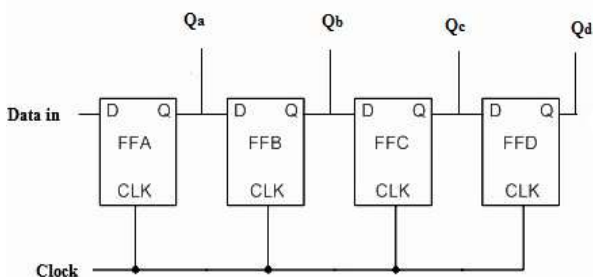 Qa Qb Qc Qd
Data in D Q D Q D Q D Q
FFA FFB FFC FFD
CLK CLK CLK CLK
Clock